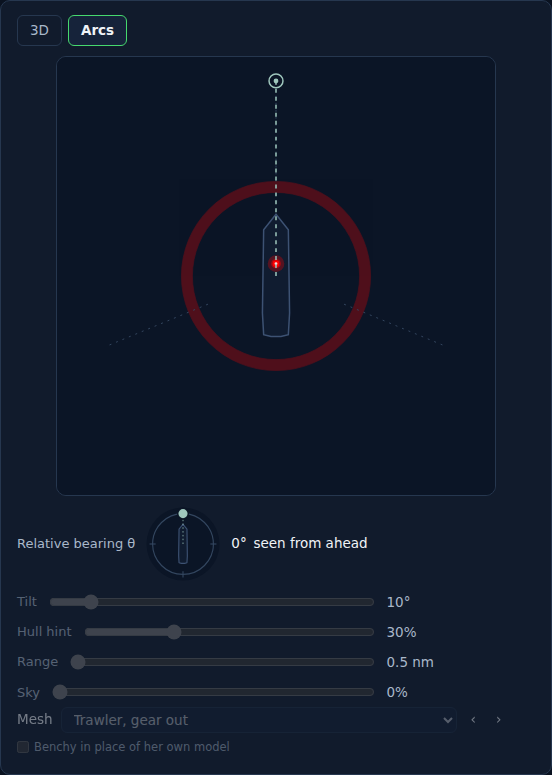 3D Arcs
Relative bearing θ 0° seen from ahead
Tilt 10°
Hull hint 30%
Range 0.5 nm
Sky 0%
Mesh Trawler, gear out ‹ ›
Benchy in place of her own model